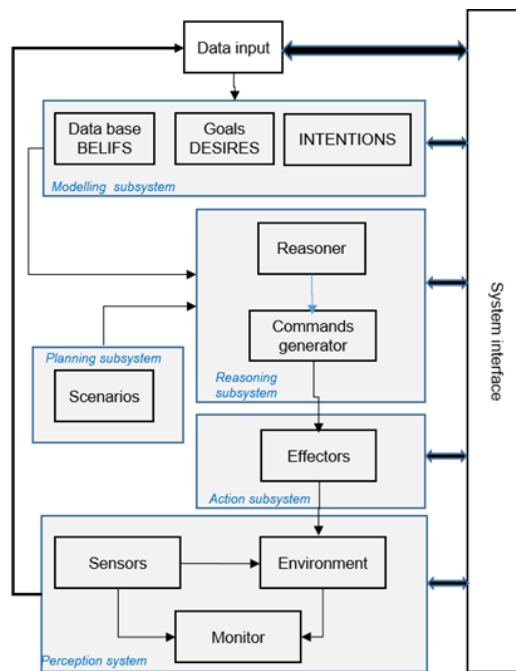 Data input
Data base
BELIFS
Goals
DESIRES
INTENTIONS
Modelling subsystem
Reasoner
Commands
generator
Reasoning
subsystem
Planning subsystem
Scenarios
Effectors
Action subsystem
Sensors
Environment
Monitor
Perception system
System interface